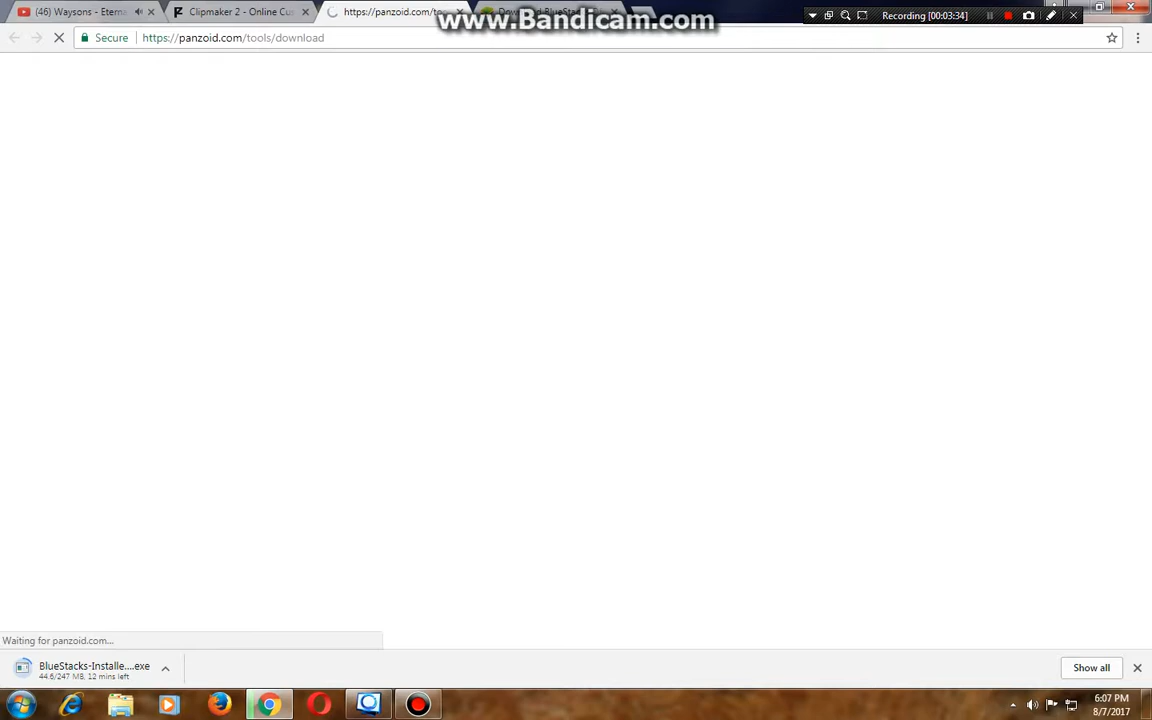 (46) Waysons - Eterna
Clipmaker 2 - Online Cu
https://panzoid.com/to
www.Bandicam.com
Recording [00:03:34]
Secure
https://panzoid.com/tools/download
Waiting for panzoid.com...
BlueStacks-Installe....exe
44.6/247 MB, 12 mins left
Show all
6:07 PM
8/7/2017